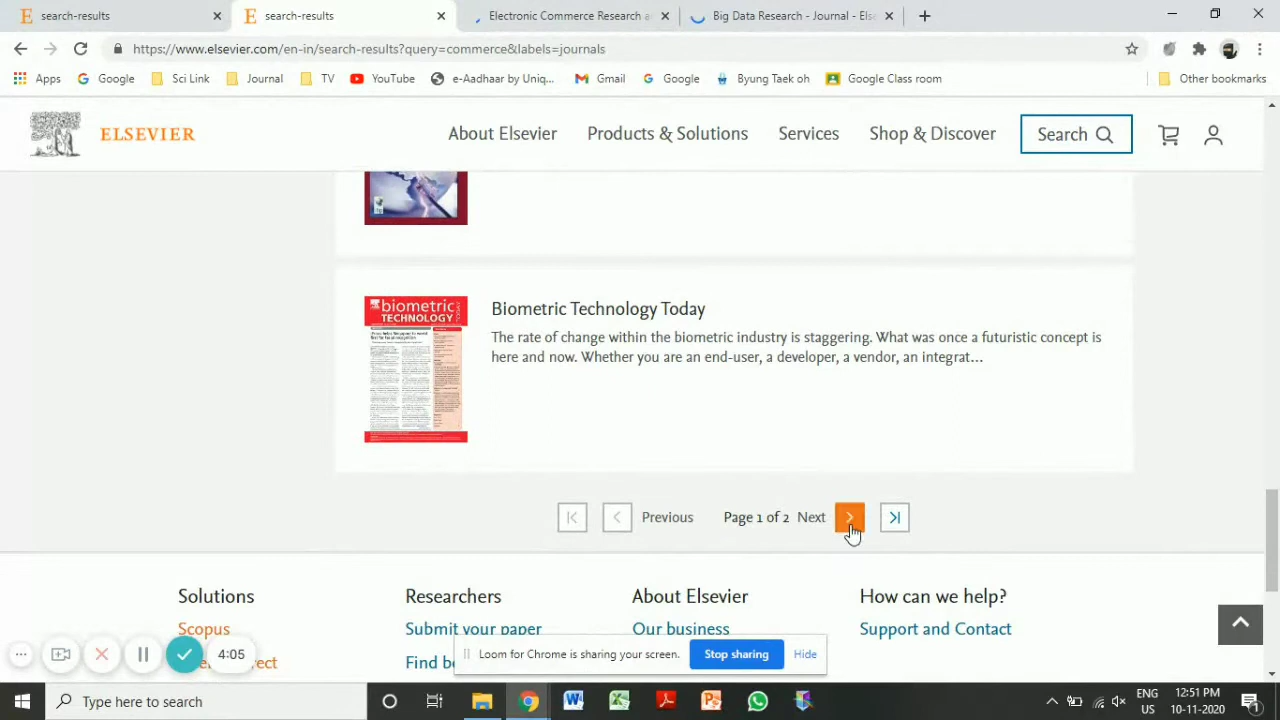 search-results
search-results
Electronic Commerce Research a
Big Data Research - Journal - Else
https://www.elsevier.com/en-in/search-results?query=commerce&labels=journals
Apps
Google
Sci Link
Journal
TV
YouTube
e-Aadhaar by Uniq...
Gmail
Google
Byung Taek oh
Google Class room
Other bookmarks
ELSEVIER
About Elsevier
Products & Solutions
Services
Shop & Discover
Search
biometric
TECHNOLOGY
TODAY
Biometric Technology Today
The rate of change within the biometric industry is staggering. What was once a futuristic concept is
here and now. Whether you are an end-user, a developer, a vendor, an integrat...
Previous
Page 1 of 2
Next
Solutions
Researchers
About Elsevier
How can we help?
Scopus
Submit your paper
Our business
Support and Contact
4:05
rect
Find b
Loom for Chrome is sharing your screen.
Stop sharing
Hide
Type here to search
ENG
US
12:51 PM
10-11-2020
1